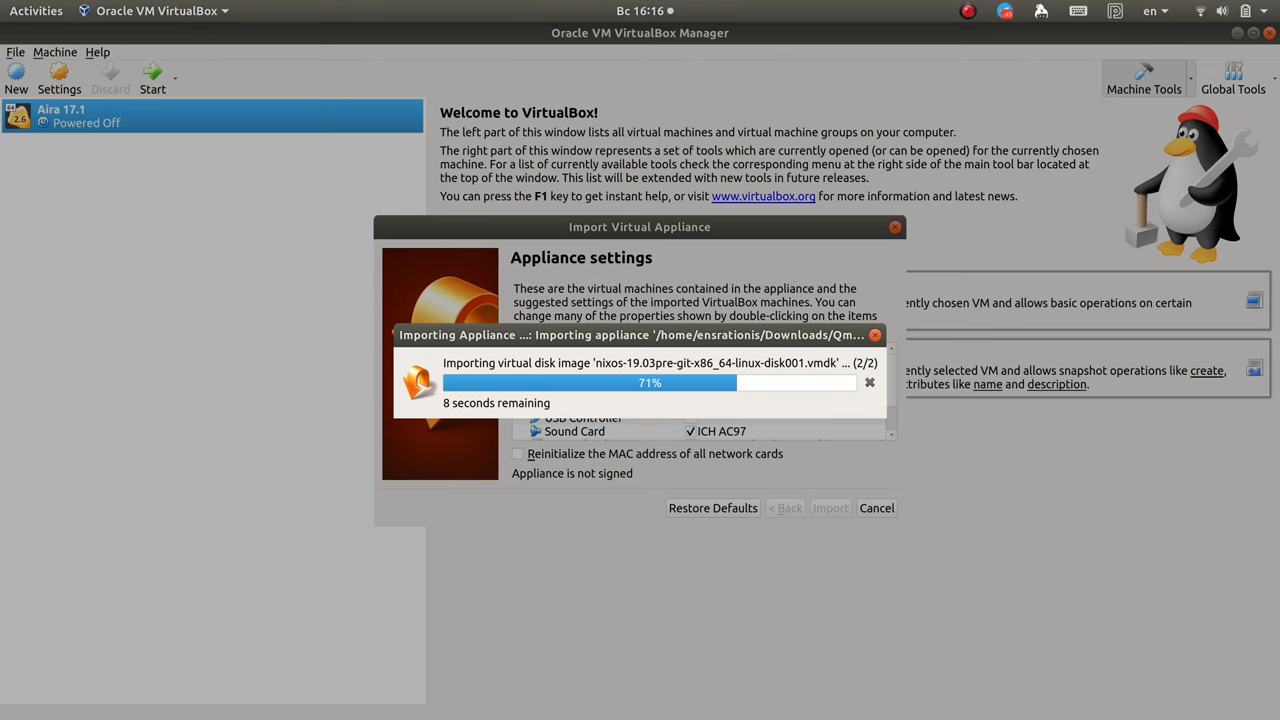 Activities
Oracle VM VirtualBox
Вс 16:16
en
Oracle VM VirtualBox Manager
File Machine Help
New Settings Discard Start
Machine Tools Global Tools
64
2.6
Aira 17.1
Powered Off
Welcome to VirtualBox!
The left part of this window lists all virtual machines and virtual machine groups on your computer.
The right part of this window represents a set of tools which are currently opened (or can be opened) for the currently chosen
machine. For a list of currently available tools check the corresponding menu at the right side of the main tool bar located at
the top of the window. This list will be extended with new tools in future releases.
You can press the F1 key to get instant help, or visit www.virtualbox.org for more information and latest news.
Import Virtual Appliance
Appliance settings
These are the virtual machines contained in the appliance and the
suggested settings of the imported VirtualBox machines. You can
change many of the properties shown by double-clicking on the items
ently chosen VM and allows basic operations on certain
Importing Appliance ...: Importing appliance '/home/ensrationis/Downloads/Qm...
Importing virtual disk image 'nixos-19.03pre-git-x86_64-linux-disk001.vmdk' ... (2/2)
71%
8 seconds remaining
ently selected VM and allows snapshot operations like create,
ttributes like name and description.
USB Controller
Sound Card ICH AC97
Reinitialize the MAC address of all network cards
Appliance is not signed
Restore Defaults < Back Import Cancel